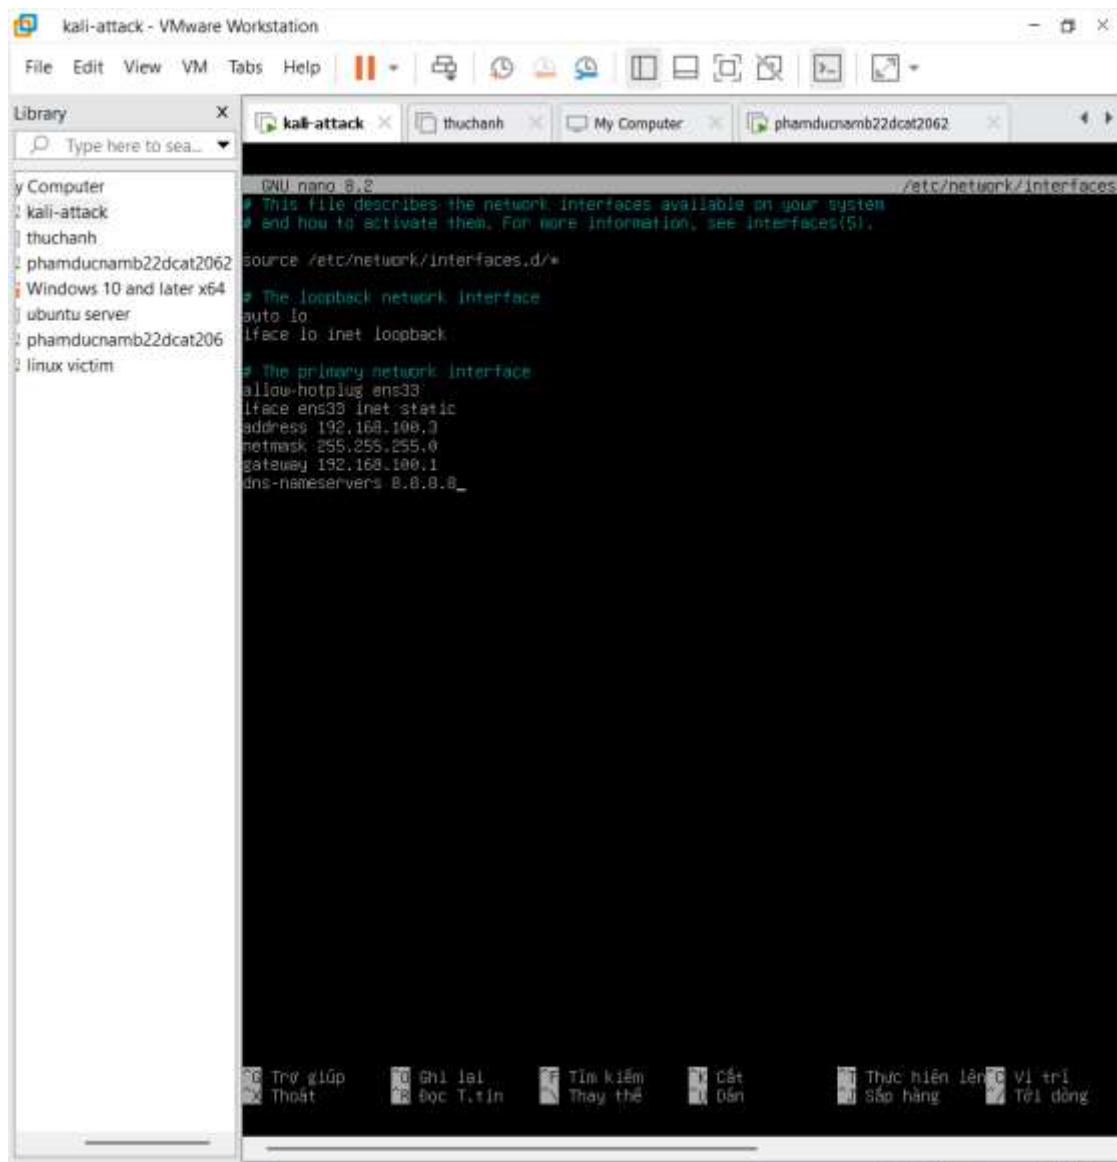 kali-attack - VMware Workstation
File Edit View VM Tabs Help
Library X
Type here to sea...
kali-attack
thuchanh
My Computer
phamducnamb22dcat2062
y Computer
kali-attack
thuchanh
phamducnamb22dcat2062
Windows 10 and later x64
ubuntu server
phamducnamb22dcat206
linux victim
GNU nano 8.2 /etc/network/interfaces
# This file describes the network interfaces available on your system
# and how to activate them. For more information, see interfaces(5).
source /etc/network/interfaces.d/*
# The loopback network interface
auto lo
iface lo inet loopback
# The primary network interface
allow-hotplug ens33
iface ens33 inet static
address 192.168.100.3
netmask 255.255.255.0
gateway 192.168.100.1
dns-nameservers 8.8.8.8_
^G Trợ giúp ^O Ghi lại ^F Tìm kiếm ^K Cắt ^T Thực hiện lện ^C Vị trí
^X Thoát ^R Đọc T.tin ^\ Thay thế ^U Dán ^J Sắp hàng ^/ Tới dòng